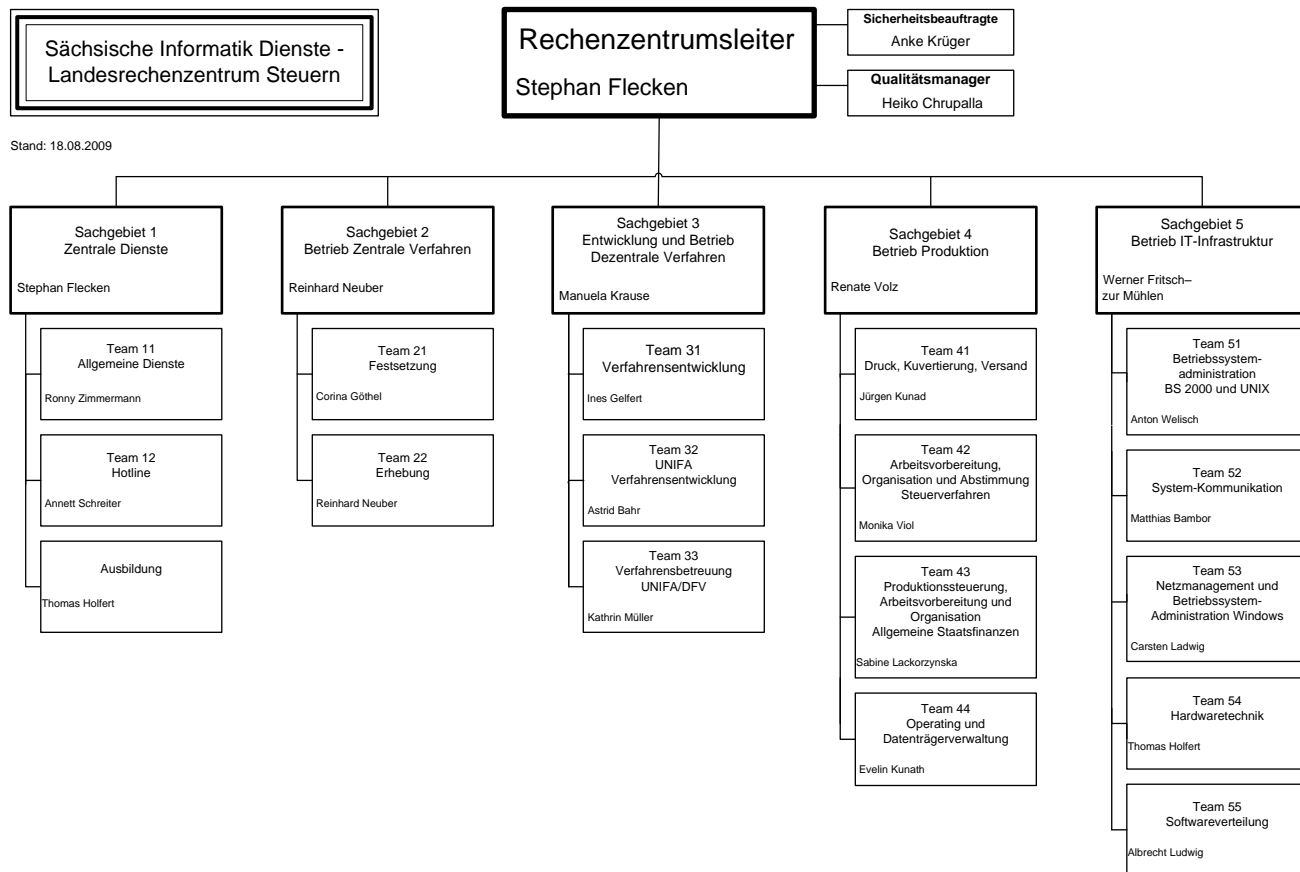 Sächsische Informatik Dienste -
Landesrechenzentrum Steuern
Stand: 18.08.2009
Rechenzentrumsleiter
Stephan Flecken
Sicherheitsbeauftragte
Anke Krüger
Qualitätsmanager
Heiko Chrupalla
Sachgebiet 1
Zentrale Dienste
Stephan Flecken
Team 11
Allgemeine Dienste
Ronny Zimmermann
Team 12
Hotline
Annett Schreiter
Ausbildung
Thomas Holfert
Sachgebiet 2
Betrieb Zentrale Verfahren
Reinhard Neuber
Team 21
Festsetzung
Corina Göthel
Team 22
Erhebung
Reinhard Neuber
Sachgebiet 3
Entwicklung und Betrieb
Dezentrale Verfahren
Manuela Krause
Team 31
Verfahrensentwicklung
Ines Gelfert
Team 32
UNIFA
Verfahrensentwicklung
Astrid Bahr
Team 33
Verfahrensbetreuung
UNIFA/DFV
Kathrin Müller
Sachgebiet 4
Betrieb Produktion
Renate Volz
Team 41
Druck, Kuvertierung, Versand
Jürgen Kunad
Team 42
Arbeitsvorbereitung,
Organisation und Abstimmung
Steuerverfahren
Monika Viol
Team 43
Produktionssteuerung,
Arbeitsvorbereitung und
Organisation
Allgemeine Staatsfinanzen
Sabine Lackorzynska
Team 44
Operating und
Datenträgerverwaltung
Evelin Kunath
Sachgebiet 5
Betrieb IT-Infrastruktur
Werner Fritsch–
zur Mühlen
Team 51
Betriebssystem-
administration
BS 2000 und UNIX
Anton Welisch
Team 52
System-Kommunikation
Matthias Bambor
Team 53
Netzmanagement und
Betriebssystem-
Administration Windows
Carsten Ladwig
Team 54
Hardwaretechnik
Thomas Holfert
Team 55
Softwareverteilung
Albrecht Ludwig